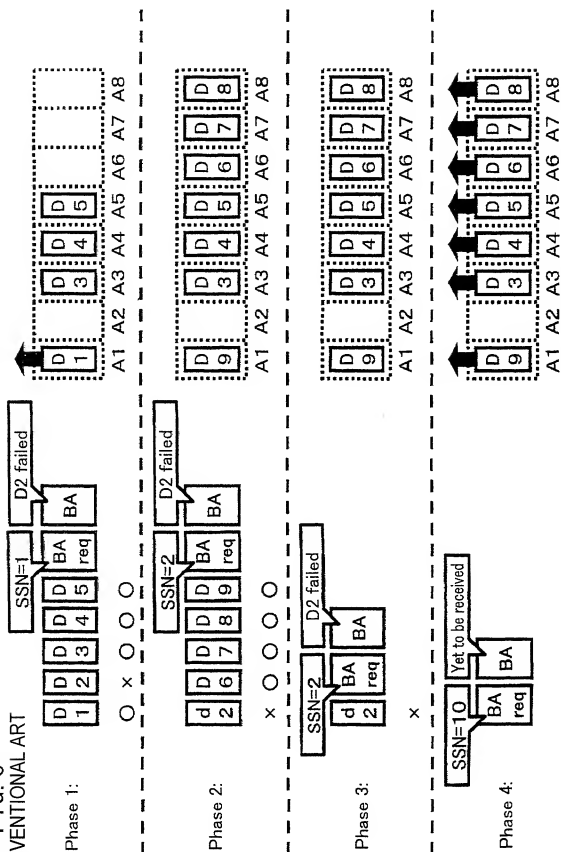 VENTIONAL ART
Phase 1:
SSN=1
D2 failed
D 1
D 2
D 3
D 4
D 5
BA req
BA
O × O O O
D 1
D 3
D 4
D 5
A1 A2 A3 A4 A5 A6 A7 A8
Phase 2:
SSN=2
D2 failed
d 2
D 6
D 7
D 8
D 9
BA req
BA
× O O O O
D 9
D 3
D 4
D 5
D 6
D 7
D 8
A1 A2 A3 A4 A5 A6 A7 A8
Phase 3:
SSN=2
D2 failed
d 2
BA req
BA
×
D 9
D 3
D 4
D 5
D 6
D 7
D 8
A1 A2 A3 A4 A5 A6 A7 A8
Phase 4:
SSN=10
Yet to be received
BA req
BA
D 9
D 3
D 4
D 5
D 6
D 7
D 8
A1 A2 A3 A4 A5 A6 A7 A8